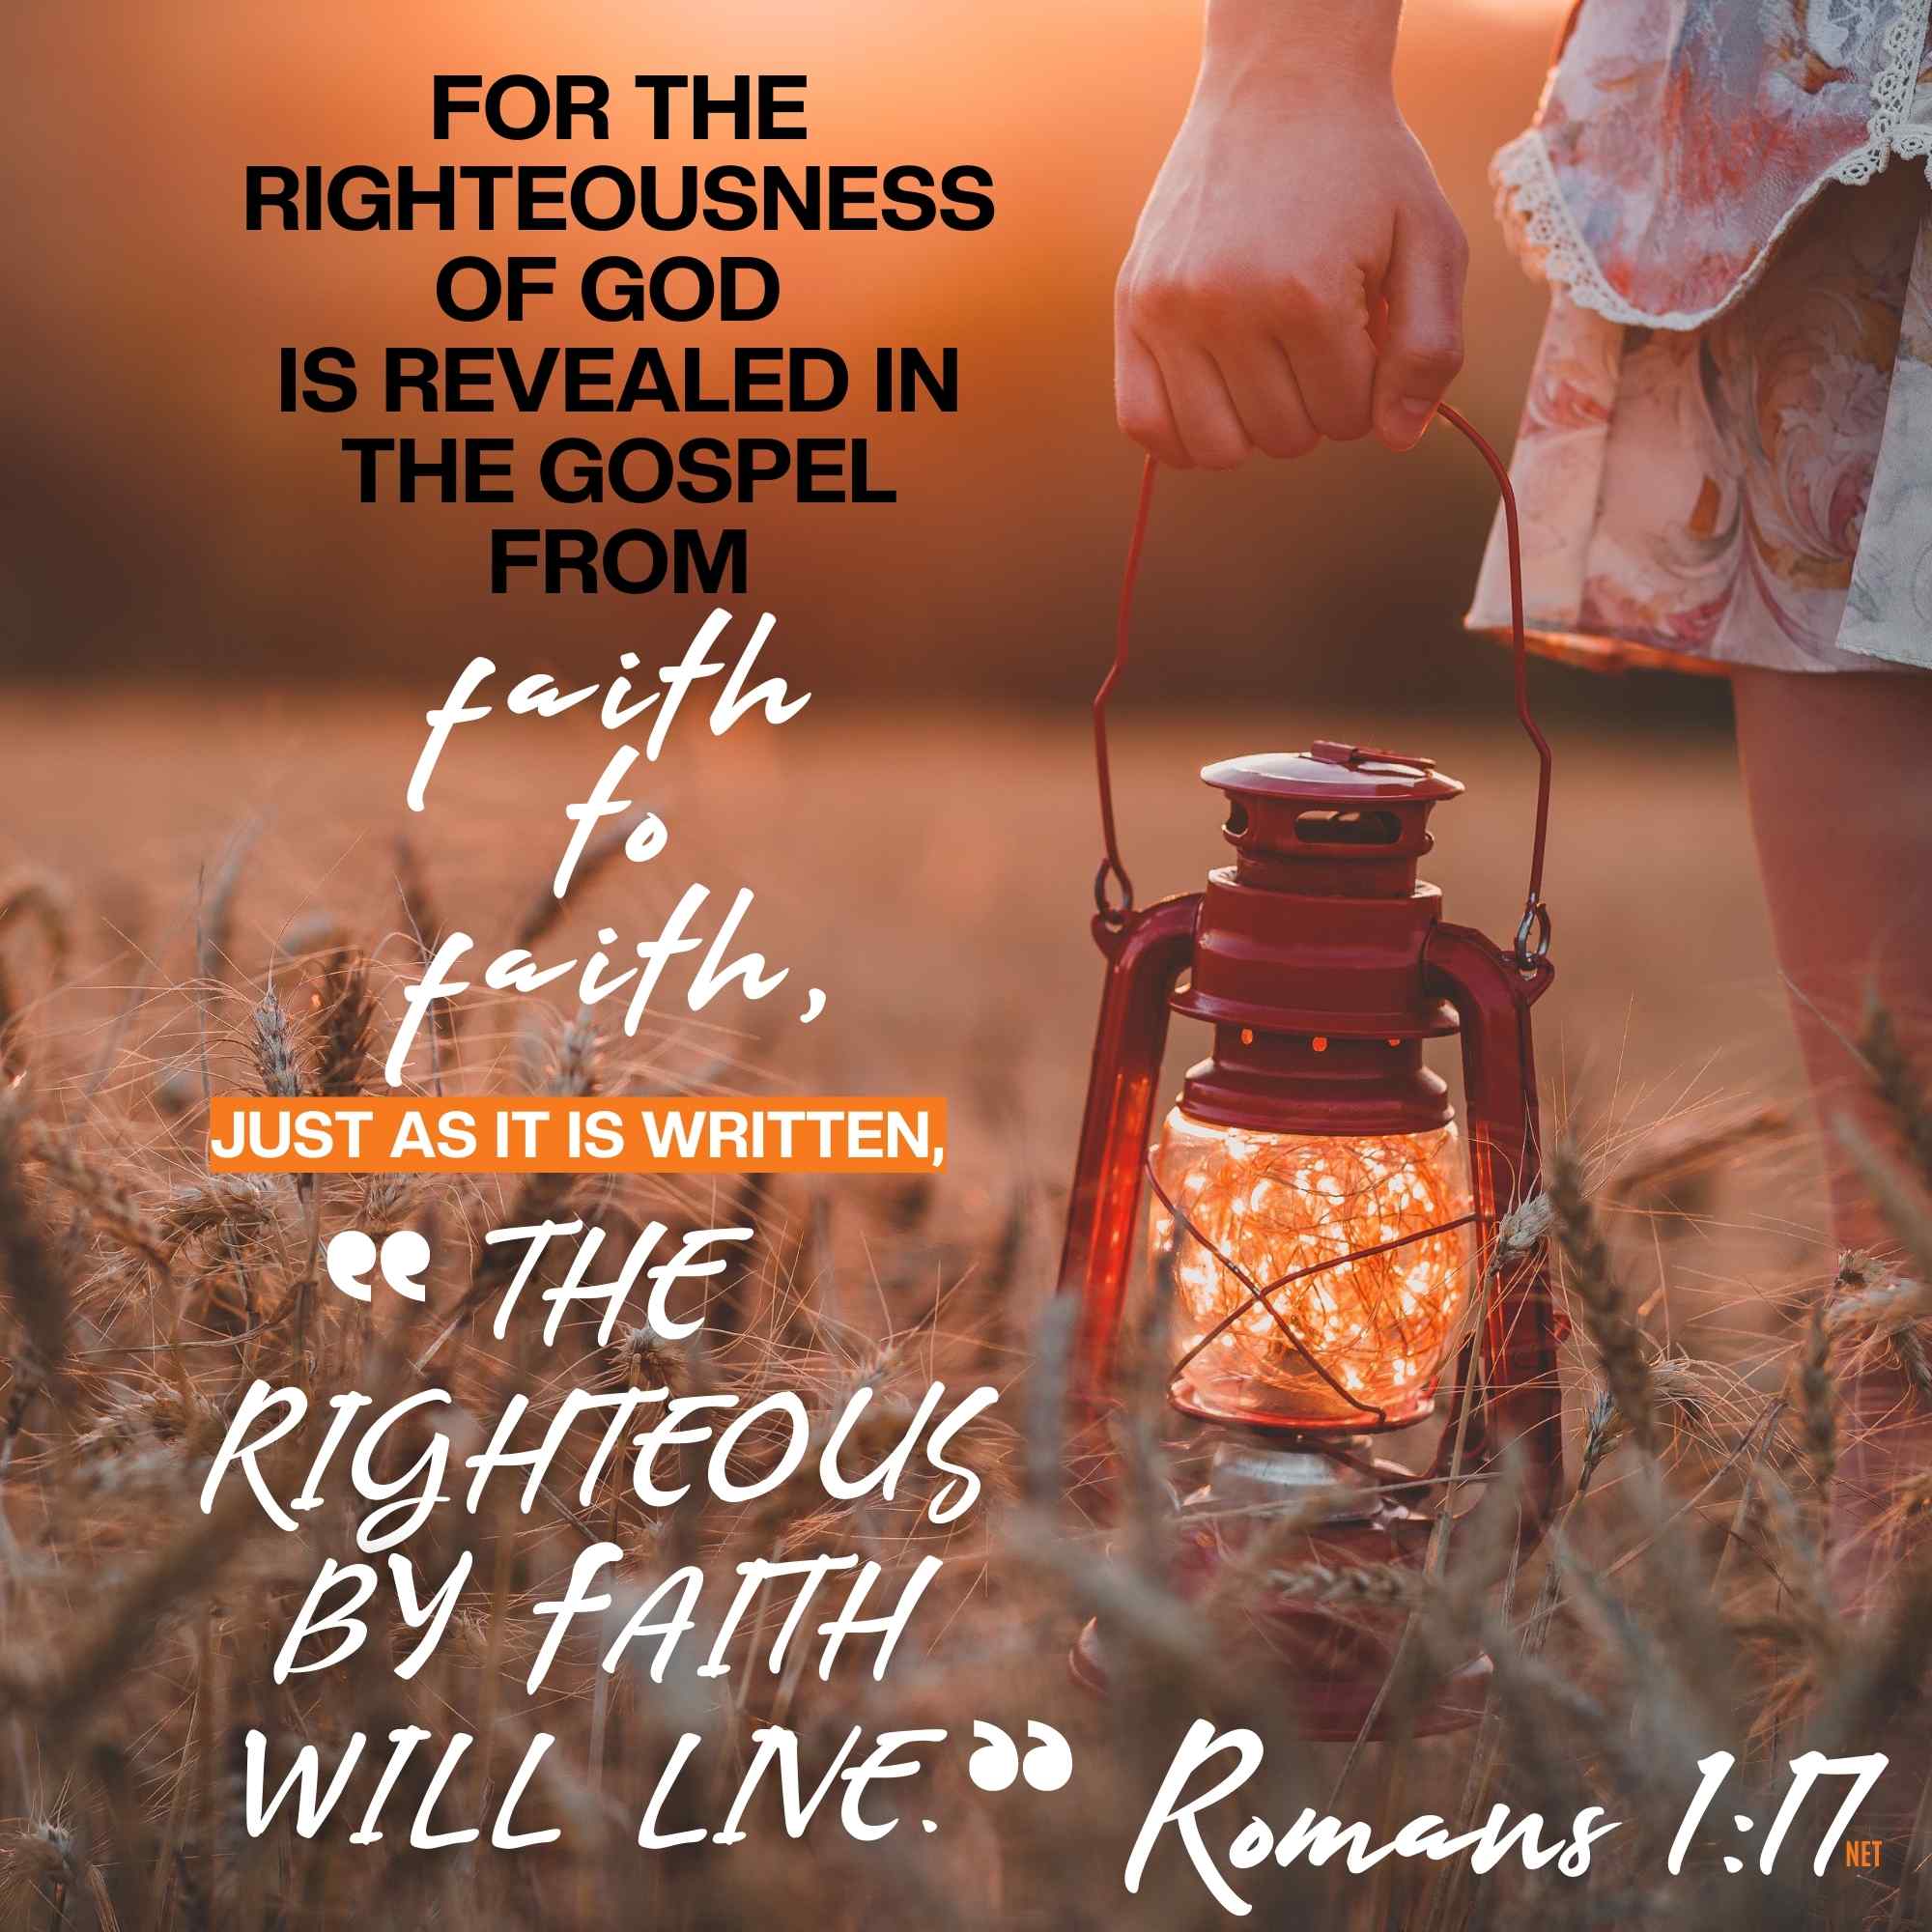 FOR THE
RIGHTEOUSNESS
OF GOD
IS REVEALED IN
THE GOSPEL
FROM
faith
to
faith,
JUST AS IT IS WRITTEN,
“THE
RIGHTEOUS
BY FAITH
WILL LIVE.”
Romans 1:17
NET